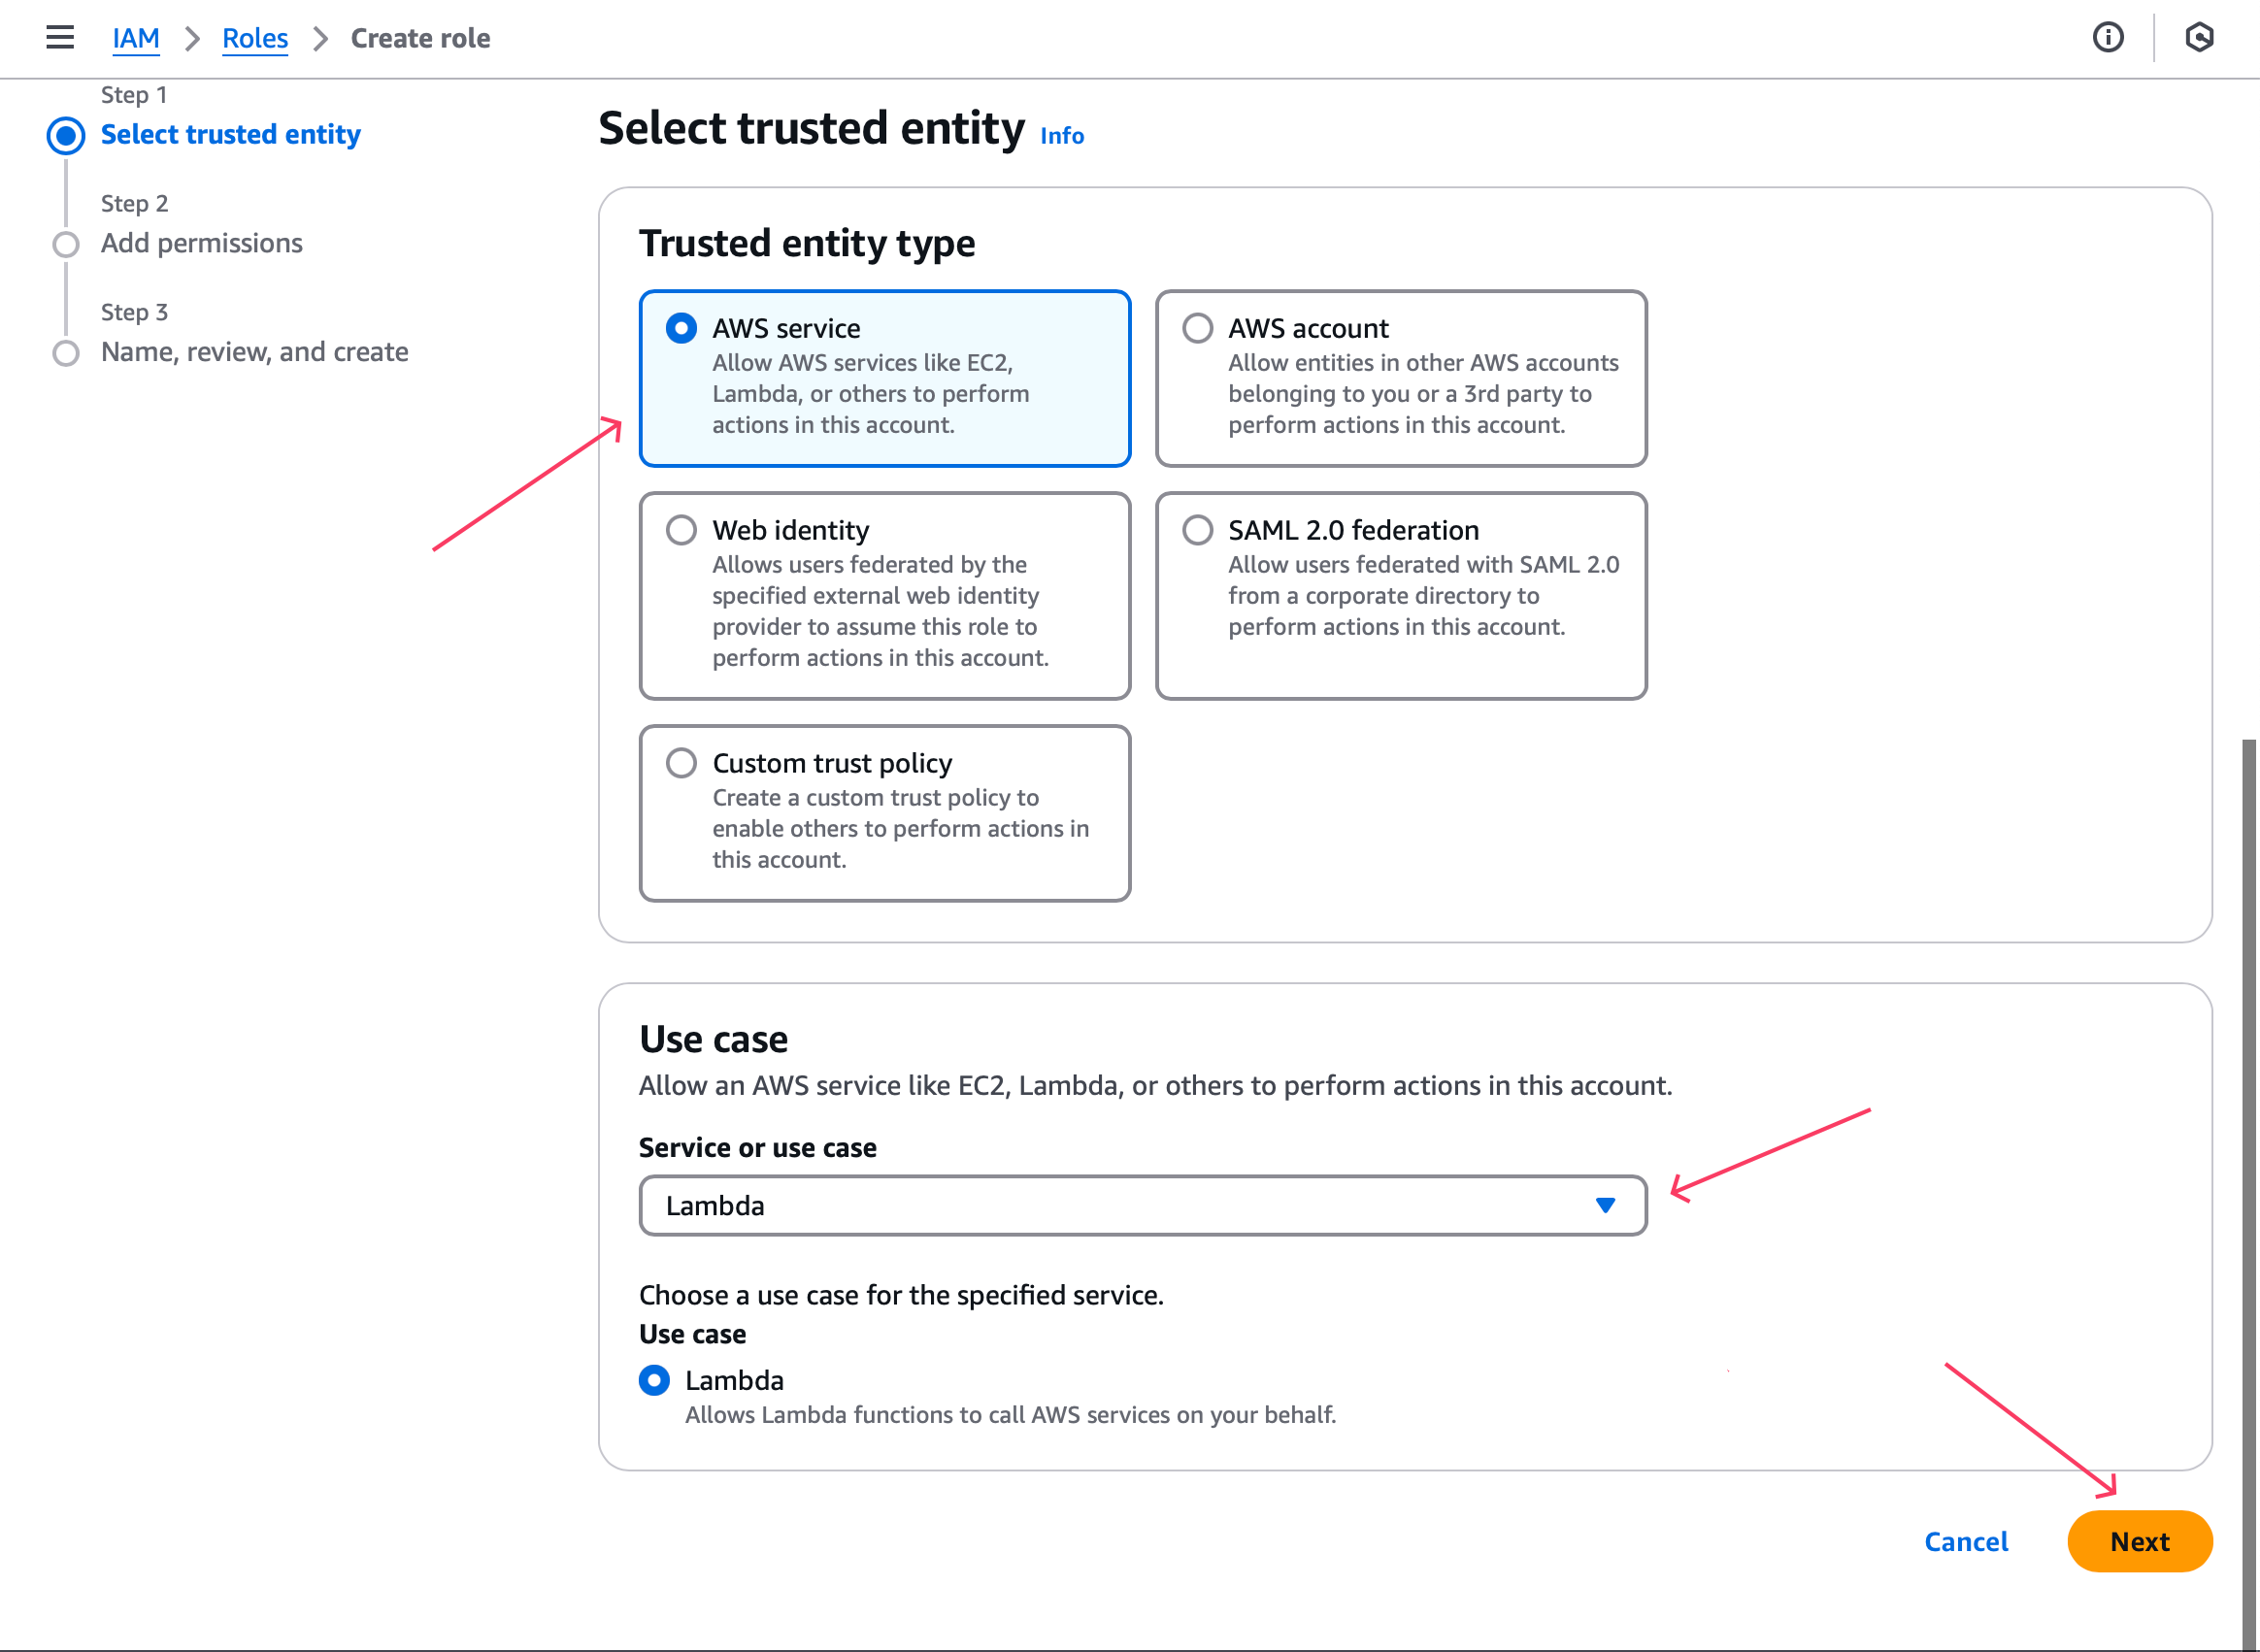 IAM > Roles > Create role
Step 1
Select trusted entity
Step 2
Add permissions
Step 3
Name, review, and create
Select trusted entity Info
Trusted entity type
AWS service
Allow AWS services like EC2,
Lambda, or others to perform
actions in this account.
AWS account
Allow entities in other AWS accounts
belonging to you or a 3rd party to
perform actions in this account.
Web identity
Allows users federated by the
specified external web identity
provider to assume this role to
perform actions in this account.
SAML 2.0 federation
Allow users federated with SAML 2.0
from a corporate directory to
perform actions in this account.
Custom trust policy
Create a custom trust policy to
enable others to perform actions in
this account.
Use case
Allow an AWS service like EC2, Lambda, or others to perform actions in this account.
Service or use case
Lambda
Choose a use case for the specified service.
Use case
Lambda
Allows Lambda functions to call AWS services on your behalf.
Cancel
Next